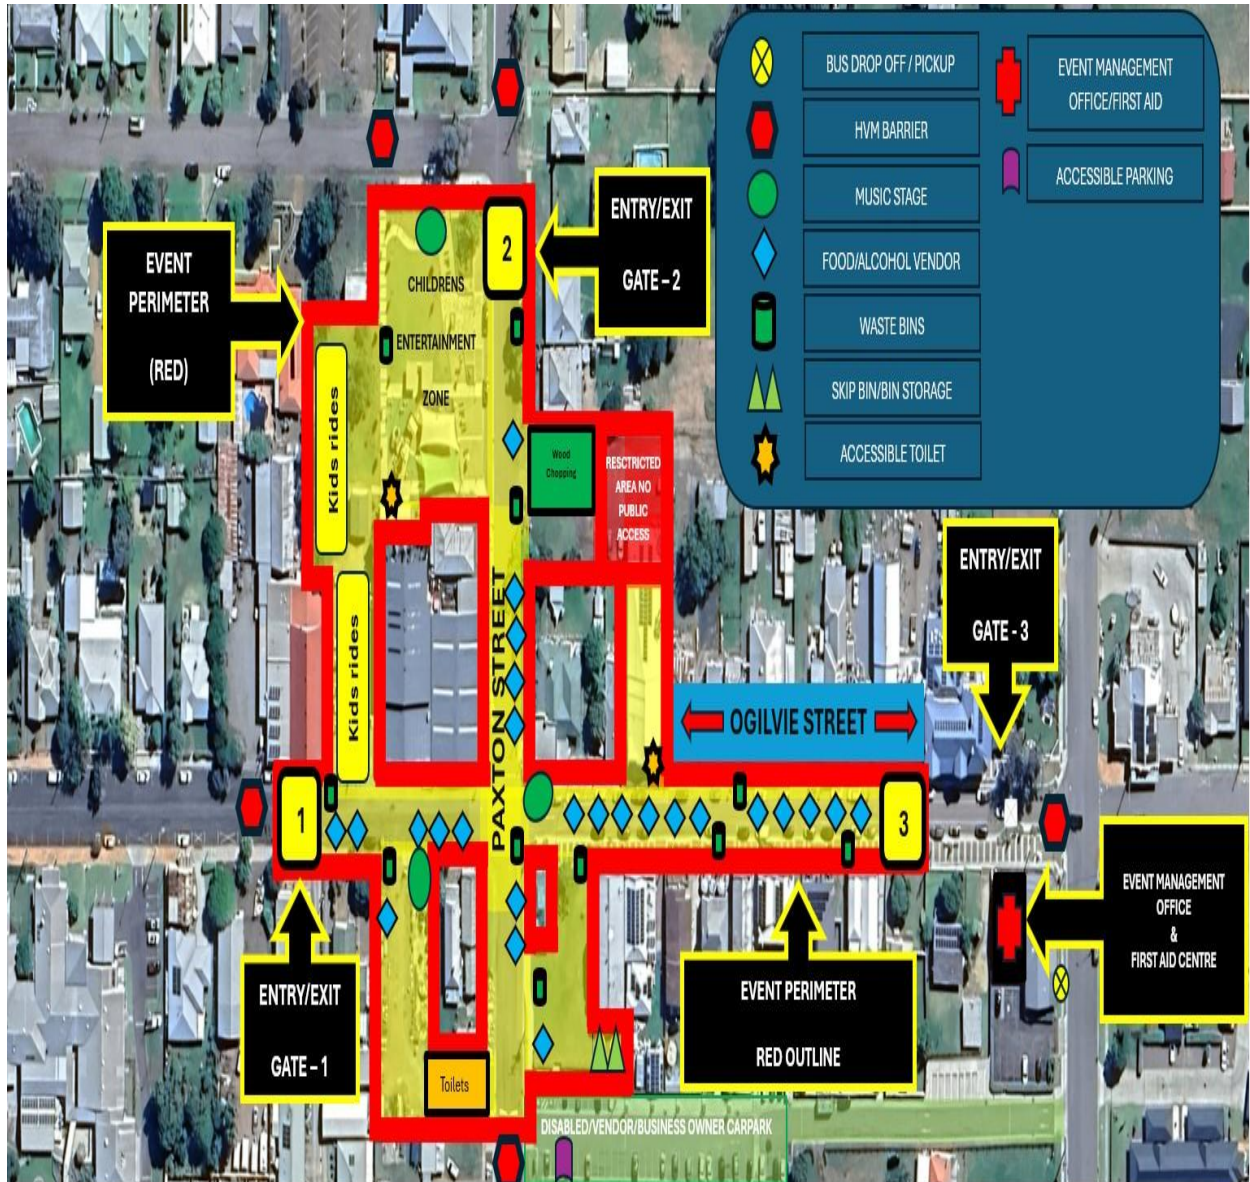 BUS DROP OFF / PICKUP
HVM BARRIER
MUSIC STAGE
FOOD/ALCOHOL VENDOR
WASTE BINS
SKIP BIN/BIN STORAGE
ACCESSIBLE TOILET
EVENT MANAGEMENT
OFFICE/FIRST AID
ACCESSIBLE PARKING
EVENT
PERIMETER
(RED)
ENTRY/EXIT
GATE – 2
2
CHILDRENS
ENTERTAINMENT
ZONE
Kids rides
Kids rides
Wood
Chopping
RESCTRICTED
AREA NO
PUBLIC
ACCESS
PAXTON STREET
OGILVIE STREET
ENTRY/EXIT
GATE - 3
1
3
ENTRY/EXIT
GATE – 1
EVENT PERIMETER
RED OUTLINE
EVENT MANAGEMENT
OFFICE
&
FIRST AID CENTRE
Toilets
DISABLED/VENDOR/BUSINESS OWNER CARPARK